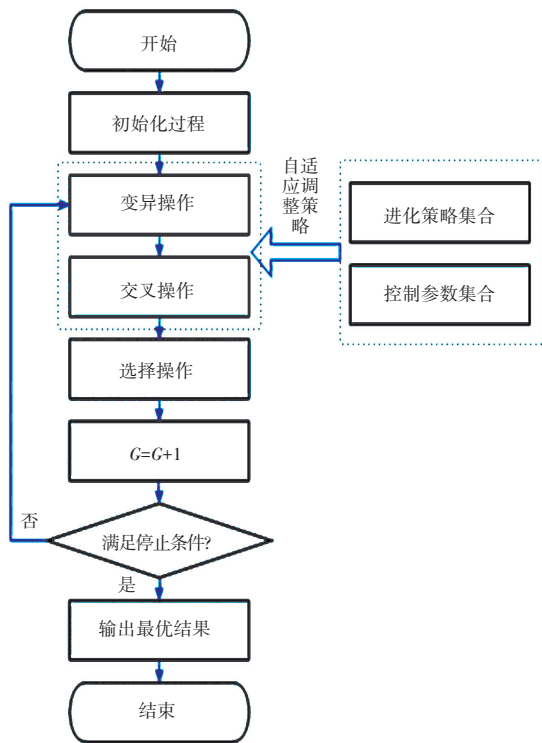 开始
初始化过程
变异操作
交叉操作
自适
应调
整策
略
进化策略集合
控制参数集合
选择操作
G=G+1
否
满足停止条件?
是
输出最优结果
结束